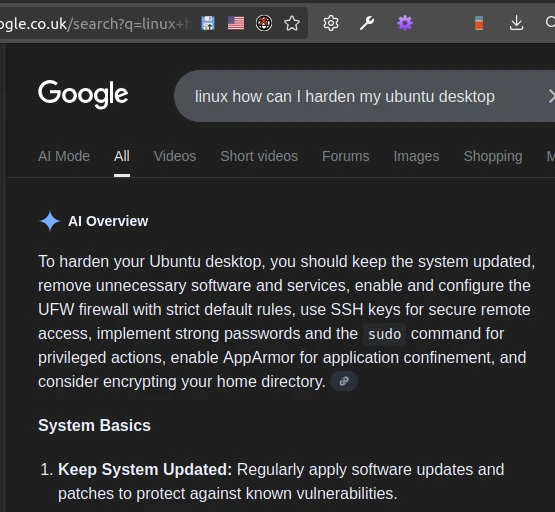 ogle.co.uk/search?q=linux+h
Google
linux how can I harden my ubuntu desktop
AI Mode All Videos Short videos Forums Images Shopping M
AI Overview
To harden your Ubuntu desktop, you should keep the system updated,
remove unnecessary software and services, enable and configure the
UFW firewall with strict default rules, use SSH keys for secure remote
access, implement strong passwords and the sudo command for
privileged actions, enable AppArmor for application confinement, and
consider encrypting your home directory.
System Basics
1. Keep System Updated: Regularly apply software updates and
patches to protect against known vulnerabilities.